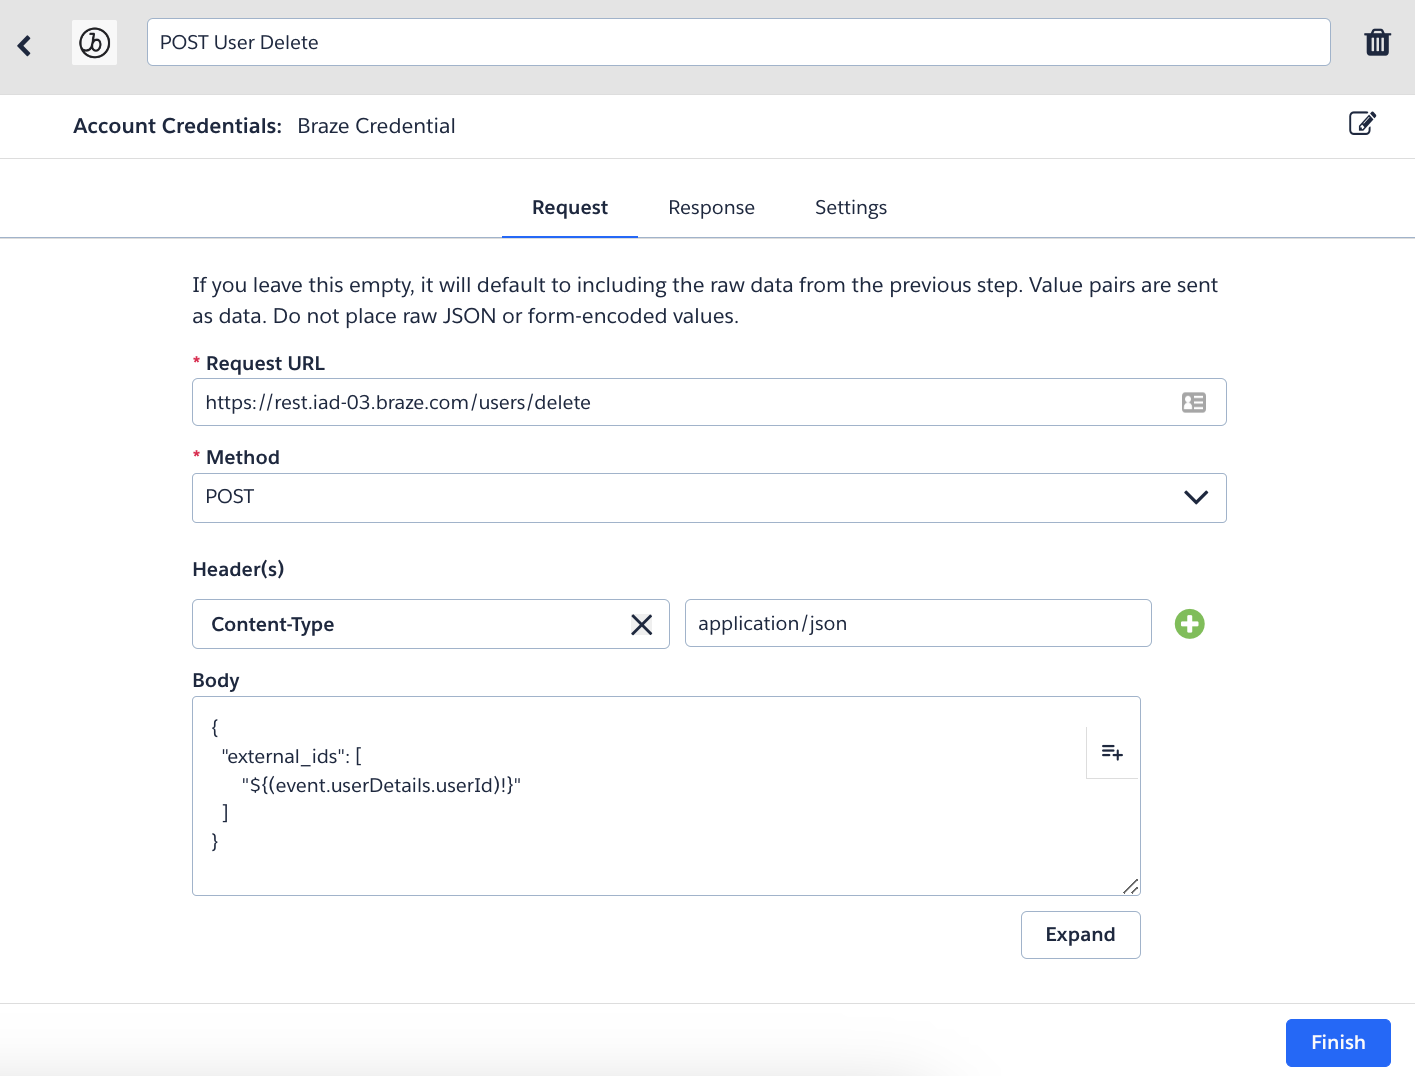 POST User Delete
Account Credentials: Braze Credential
Request Response Settings
If you leave this empty, it will default to including the raw data from the previous step. Value pairs are sent
as data. Do not place raw JSON or form-encoded values.
* Request URL
https://rest.iad-03.braze.com/users/delete
* Method
POST
Header(s)
Content-Type application/json
Body
{
"external_ids": [
"${(event.userDetails.userId)!}"
]
}
Expand
Finish